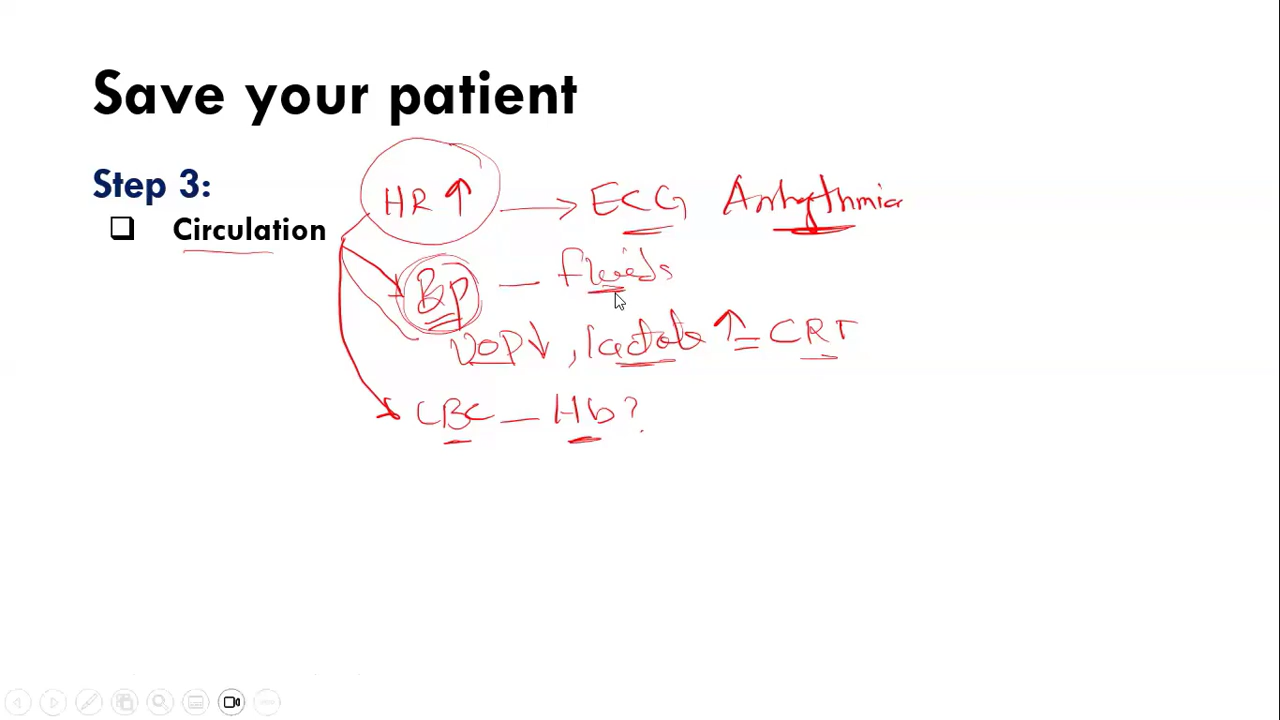 Save your patient
Step 3:
HR ↑ → ECG Arrhythmia
❑ Circulation
BP — fluids
UOP ↓, lactate ↑ = CRT
CBC — Hb?